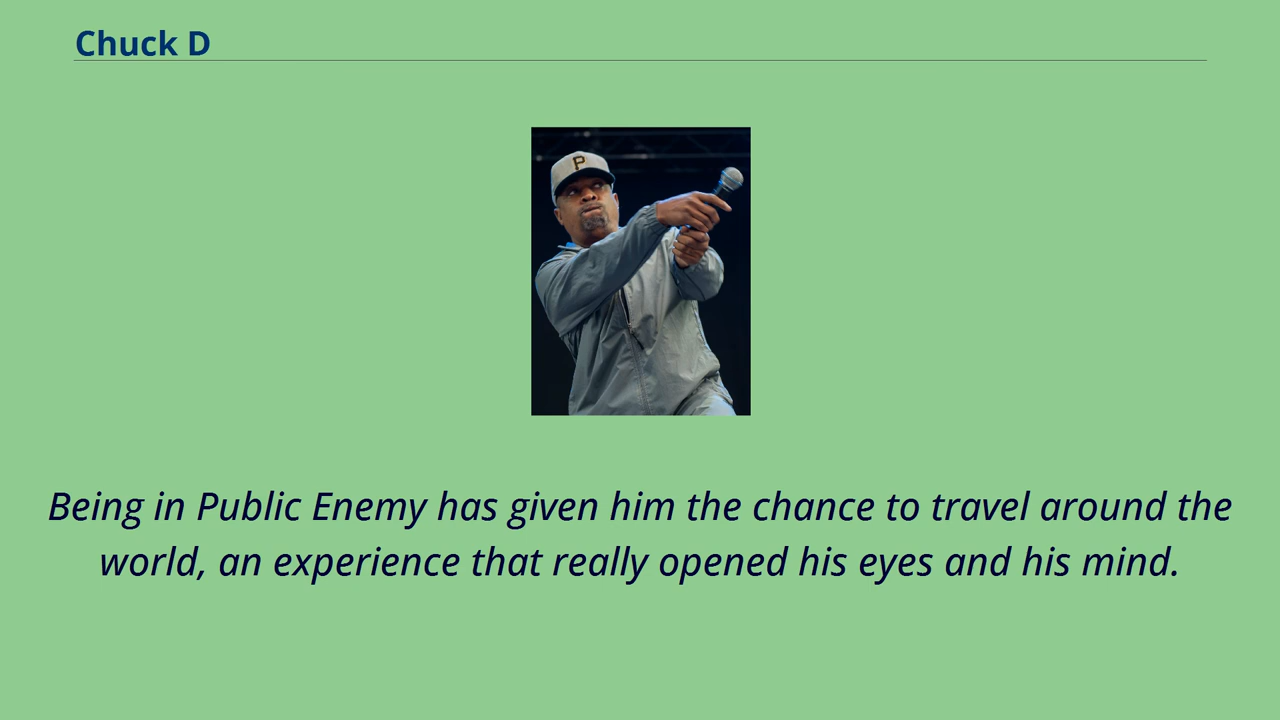 Chuck D
P
Being in Public Enemy has given him the chance to travel around the
world, an experience that really opened his eyes and his mind.